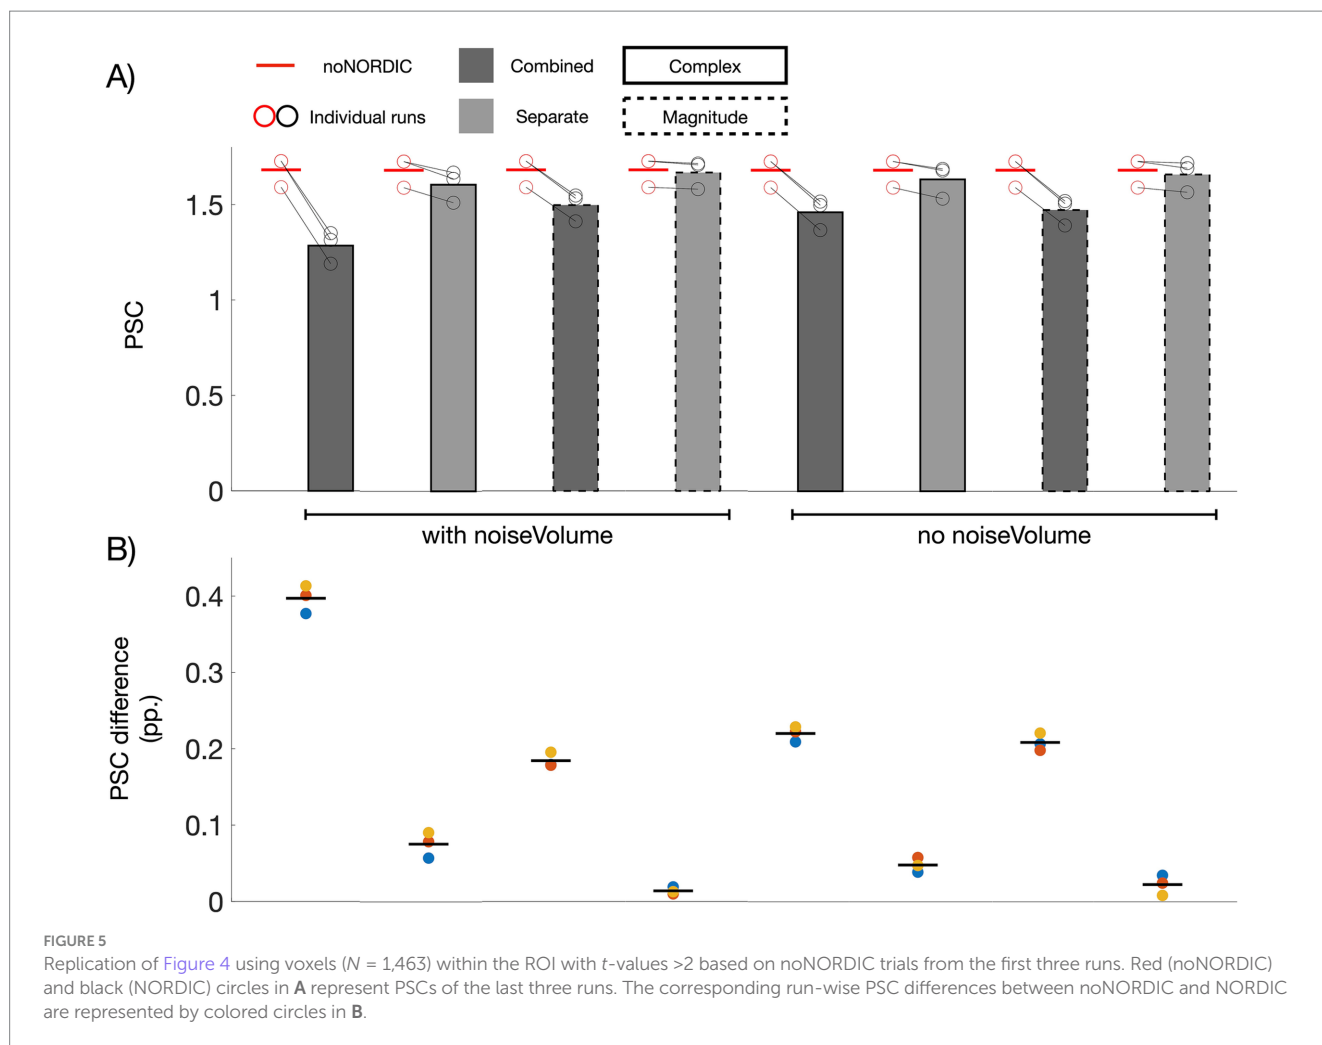 A)
noNORDIC Combined Complex
Individual runs Separate Magnitude
1.5
1
0.5
0
PSC
with noiseVolume no noiseVolume
B)
0.4
0.3
0.2
0.1
0
PSC difference
(pp.)
FIGURE 5
Replication of Figure 4 using voxels (N = 1,463) within the ROI with t-values >2 based on noNORDIC trials from the first three runs. Red (noNORDIC)
and black (NORDIC) circles in A represent PSCs of the last three runs. The corresponding run-wise PSC differences between noNORDIC and NORDIC
are represented by colored circles in B.